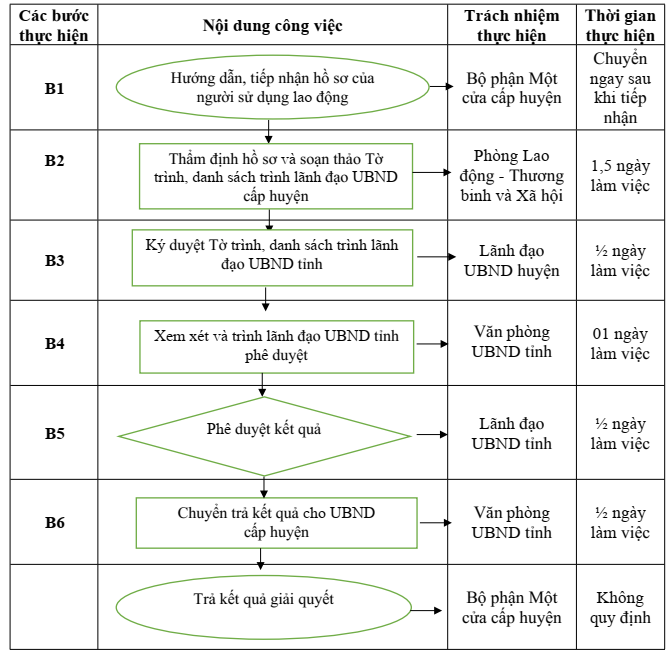 Các bước
thực hiện
Nội dung công việc
Trách nhiệm
thực hiện
Thời gian
thực hiện
B1
Hướng dẫn, tiếp nhận hồ sơ của
người sử dụng lao động
Bộ phận Một
cửa cấp huyện
Chuyển
ngay sau
khi tiếp
nhận
B2
Thẩm định hồ sơ và soạn thảo Tờ
trình, danh sách trình lãnh đạo UBND
cấp huyện
Phòng Lao
động - Thương
binh và Xã hội
1,5 ngày
làm việc
B3
Ký duyệt Tờ trình, danh sách trình lãnh
đạo UBND tỉnh
Lãnh đạo
UBND huyện
½ ngày
làm việc
B4
Xem xét và trình lãnh đạo UBND tỉnh
phê duyệt
Văn phòng
UBND tỉnh
01 ngày
làm việc
B5
Phê duyệt kết quả
Lãnh đạo
UBND tỉnh
½ ngày
làm việc
B6
Chuyển trả kết quả cho UBND
cấp huyện
Văn phòng
UBND tỉnh
½ ngày
làm việc
Trả kết quả giải quyết
Bộ phận Một
cửa cấp huyện
Không
quy định